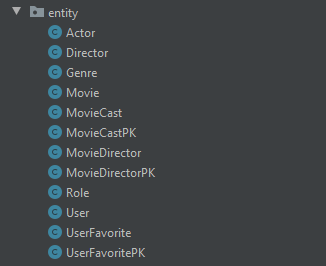 entity
Actor
Director
Genre
Movie
MovieCast
MovieCastPK
MovieDirector
MovieDirectorPK
Role
User
UserFavorite
UserFavoritePK